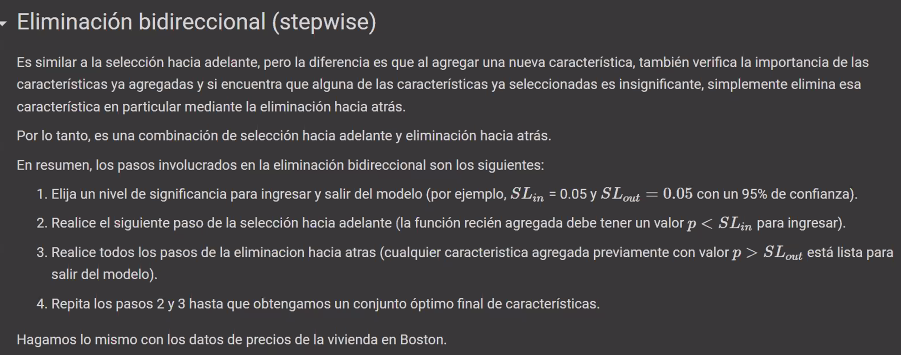 Eliminación bidireccional (stepwise)
Es similar a la selección hacia adelante, pero la diferencia es que al agregar una nueva característica, también verifica la importancia de las
características ya agregadas y si encuentra que alguna de las características ya seleccionadas es insignificante, simplemente elimina esa
característica en particular mediante la eliminación hacia atrás.
Por lo tanto, es una combinación de selección hacia adelante y eliminación hacia atrás.
En resumen, los pasos involucrados en la eliminación bidireccional son los siguientes:
1. Elija un nivel de significancia para ingresar y salir del modelo (por ejemplo, SL_in = 0.05 y SL_out = 0.05 con un 95% de confianza).
2. Realice el siguiente paso de la selección hacia adelante (la función recién agregada debe tener un valor p < SL_in para ingresar).
3. Realice todos los pasos de la eliminacion hacia atras (cualquier caracteristica agregada previamente con valor p > SL_out está lista para
salir del modelo).
4. Repita los pasos 2 y 3 hasta que obtengamos un conjunto óptimo final de características.
Hagamos lo mismo con los datos de precios de la vivienda en Boston.